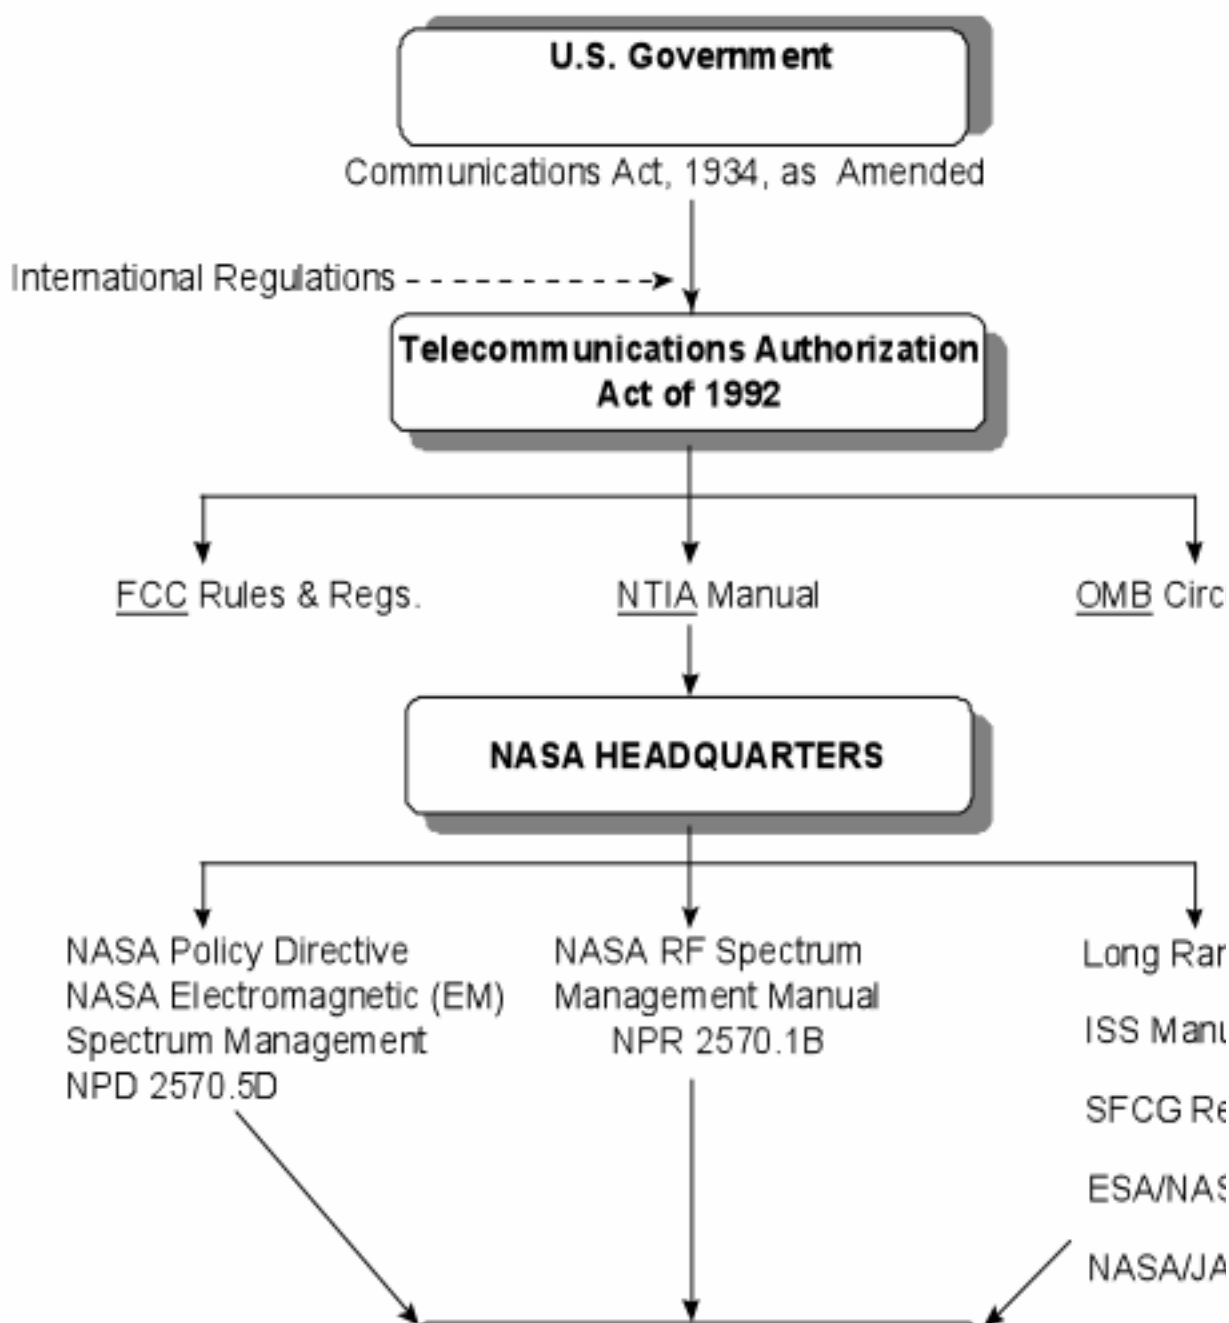 U.S. Government
Communications Act, 1934, as Amended
International Regulations
Telecommunications Authorization
Act of 1992
FCC Rules & Regs.
NTIA Manual
OMB
NASA HEADQUARTERS
NASA Policy Directive
NASA Electromagnetic (EM)
Spectrum Management
NPD 2570.5D
NASA RF Spectrum
Management Manual
NPR 2570.1B
Long
ISS
SFCG